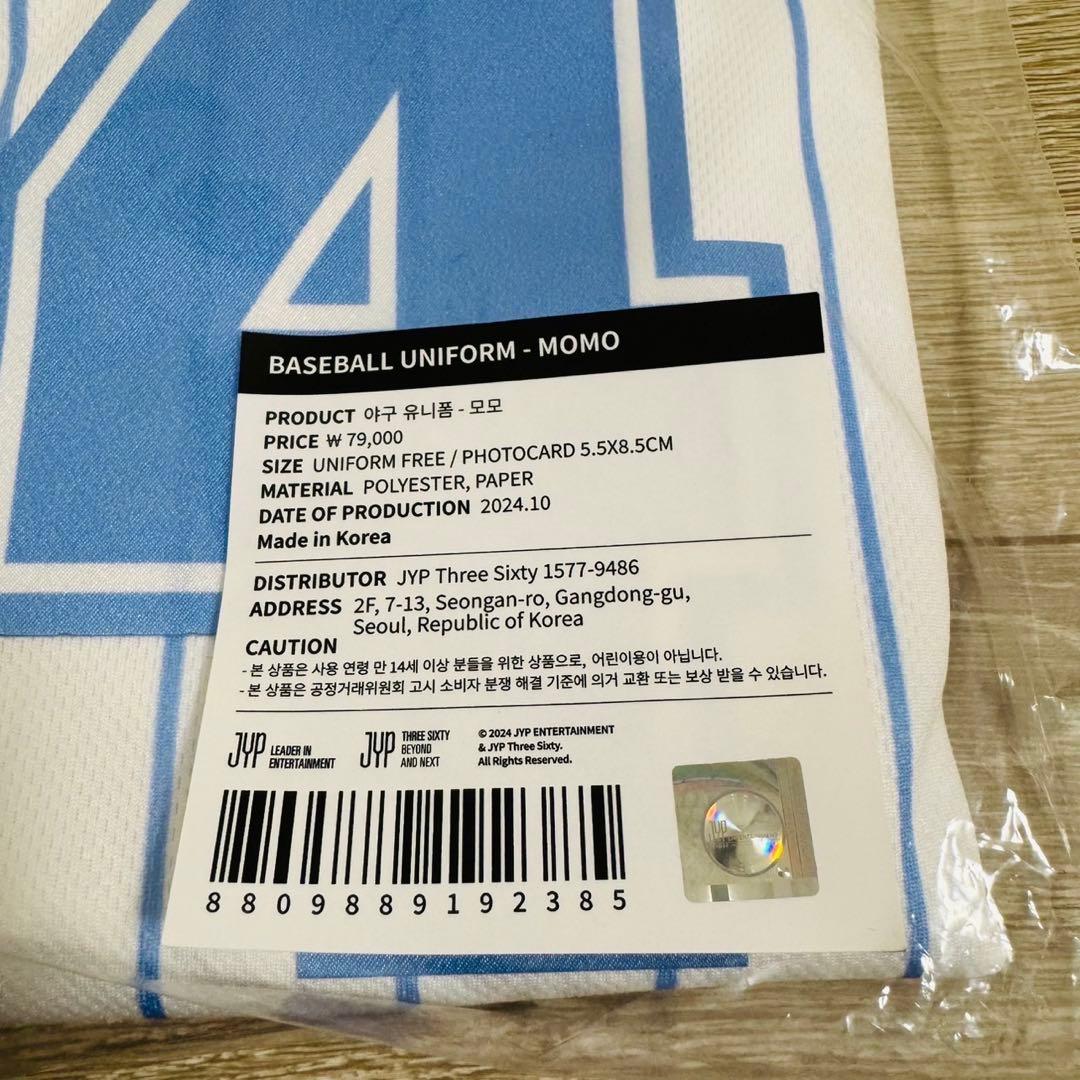 BASEBALL UNIFORM - MOMO
PRODUCT 야구 유니폼 - 모모
PRICE ₩ 79,000
SIZE UNIFORM FREE / PHOTOCARD 5.5X8.5CM
MATERIAL POLYESTER, PAPER
DATE OF PRODUCTION 2024.10
Made in Korea
DISTRIBUTOR JYP Three Sixty 1577-9486
ADDRESS 2F, 7-13, Seongan-ro, Gangdong-gu,
Seoul, Republic of Korea
CAUTION
- 본 상품은 사용 연령 만 14세 이상 분들을 위한 상품으로, 어린이용이 아닙니다.
- 본 상품은 공정거래위원회 고시 소비자 분쟁 해결 기준에 의거 교환 또는 보상 받을 수 있습니다.
JYP LEADER IN
ENTERTAINMENT
JYP THREE SIXTY
BEYOND
AND NEXT
© 2024 JYP ENTERTAINMENT
& JYP Three Sixty.
All Rights Reserved.
JYP
8809889192385